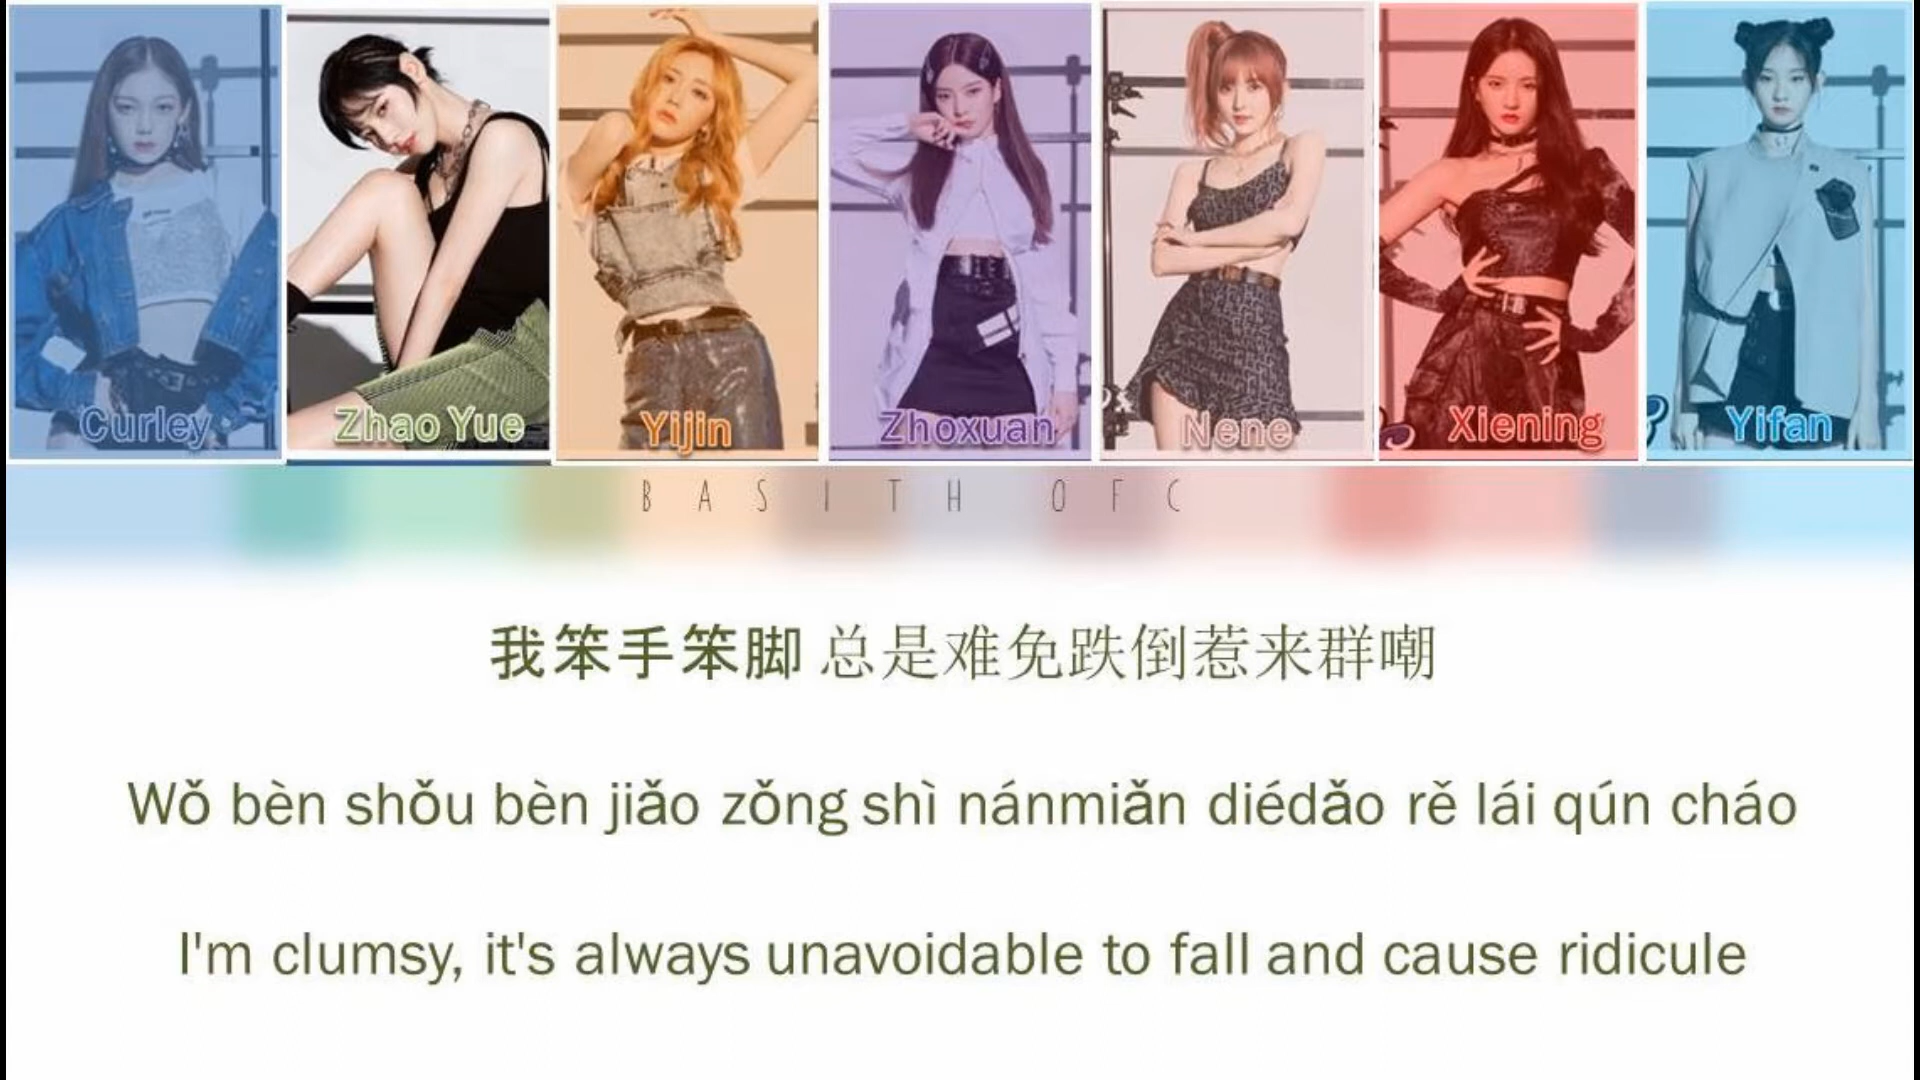 Curley
Zhao Yue
Yijin
Zhoxuan
Nene
Xiening
Yifan
BASITH OFC
我笨手笨脚 总是难免跌倒惹来群嘲
Wǒ bèn shǒu bèn jiǎo zǒng shì nánmiǎn diédǎo rě lái qún cháo
I'm clumsy, it's always unavoidable to fall and cause ridicule